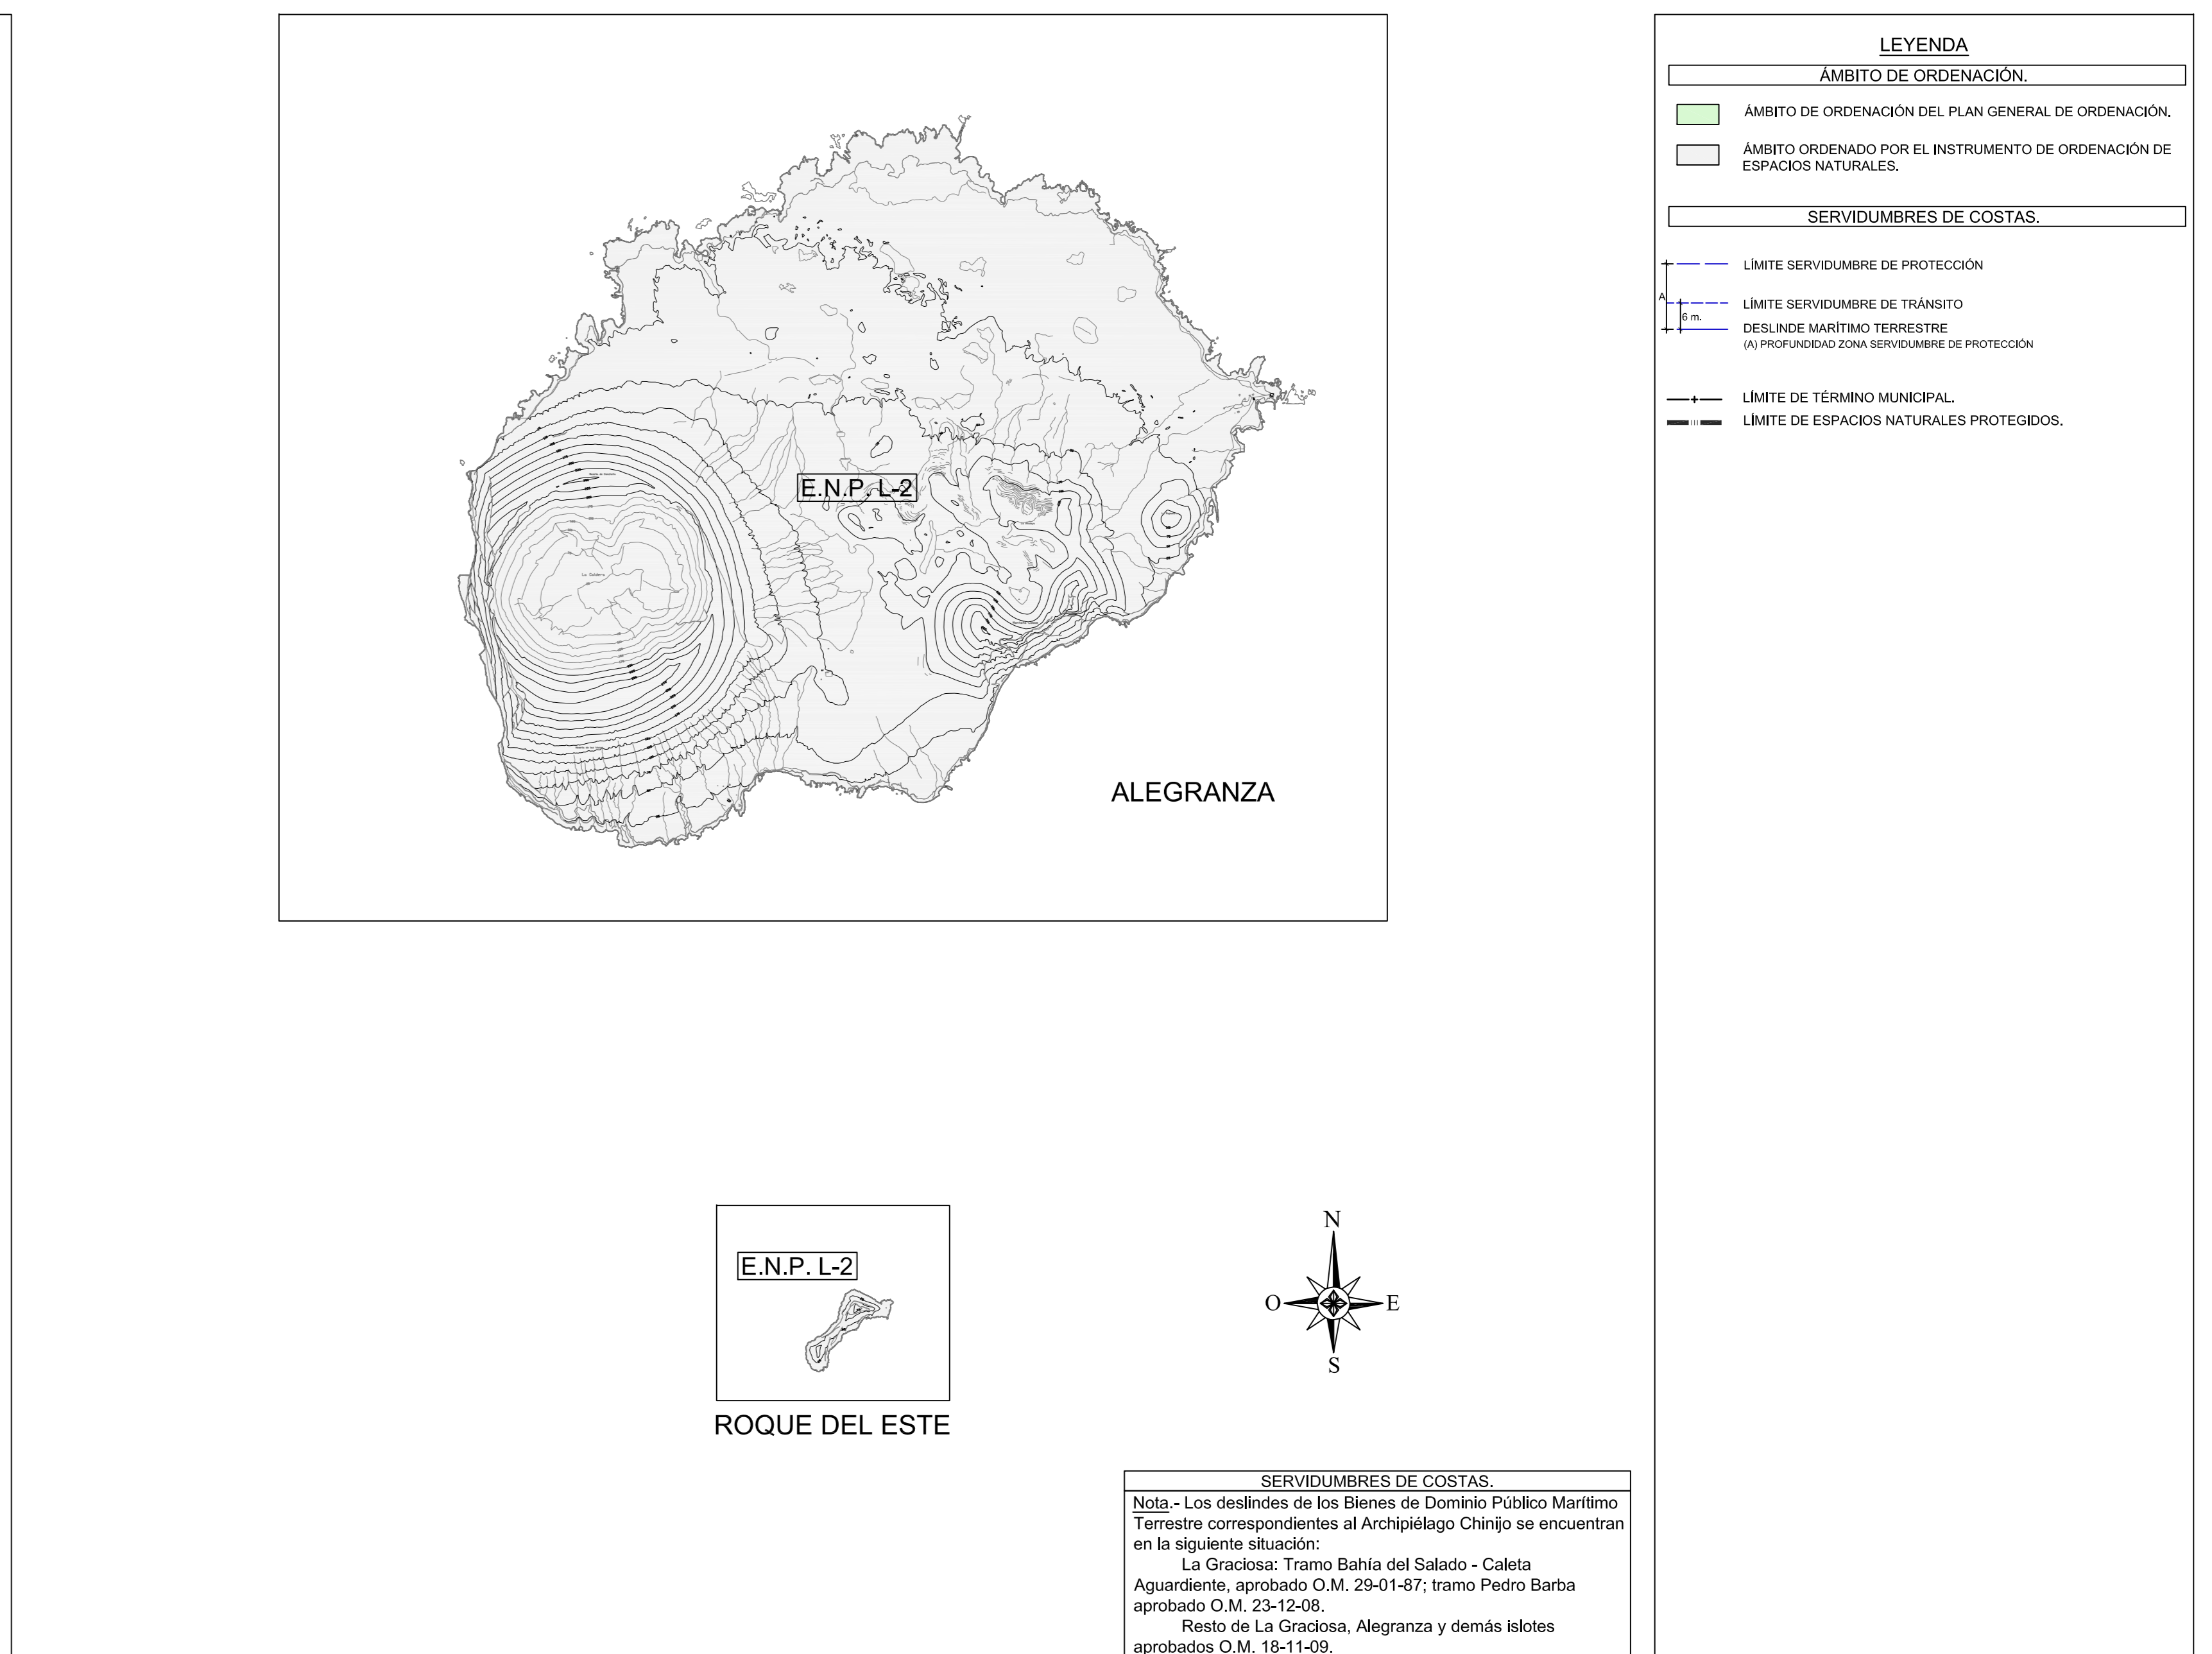 E.N.P. L-2
La Caldera
ALEGRANZA
E.N.P. L-2
ROQUE DEL ESTE
N
O
E
S
SERVIDUMBRES DE COSTAS.
Nota.- Los deslindes de los Bienes de Dominio Público Marítimo
Terrestre correspondientes al Archipiélago Chinijo se encuentran
en la siguiente situación:
La Graciosa: Tramo Bahía del Salado - Caleta
Aguardiente, aprobado O.M. 29-01-87; tramo Pedro Barba
aprobado O.M. 23-12-08.
Resto de La Graciosa, Alegranza y demás islotes
aprobados O.M. 18-11-09.
LEYENDA
ÁMBITO DE ORDENACIÓN.
ÁMBITO DE ORDENACIÓN DEL PLAN GENERAL DE ORDENACIÓN.
ÁMBITO ORDENADO POR EL INSTRUMENTO DE ORDENACIÓN DE
ESPACIOS NATURALES.
SERVIDUMBRES DE COSTAS.
LÍMITE SERVIDUMBRE DE PROTECCIÓN
A
LÍMITE SERVIDUMBRE DE TRÁNSITO
6 m.
DESLINDE MARÍTIMO TERRESTRE
(A) PROFUNDIDAD ZONA SERVIDUMBRE DE PROTECCIÓN
LÍMITE DE TÉRMINO MUNICIPAL.
LÍMITE DE ESPACIOS NATURALES PROTEGIDOS.